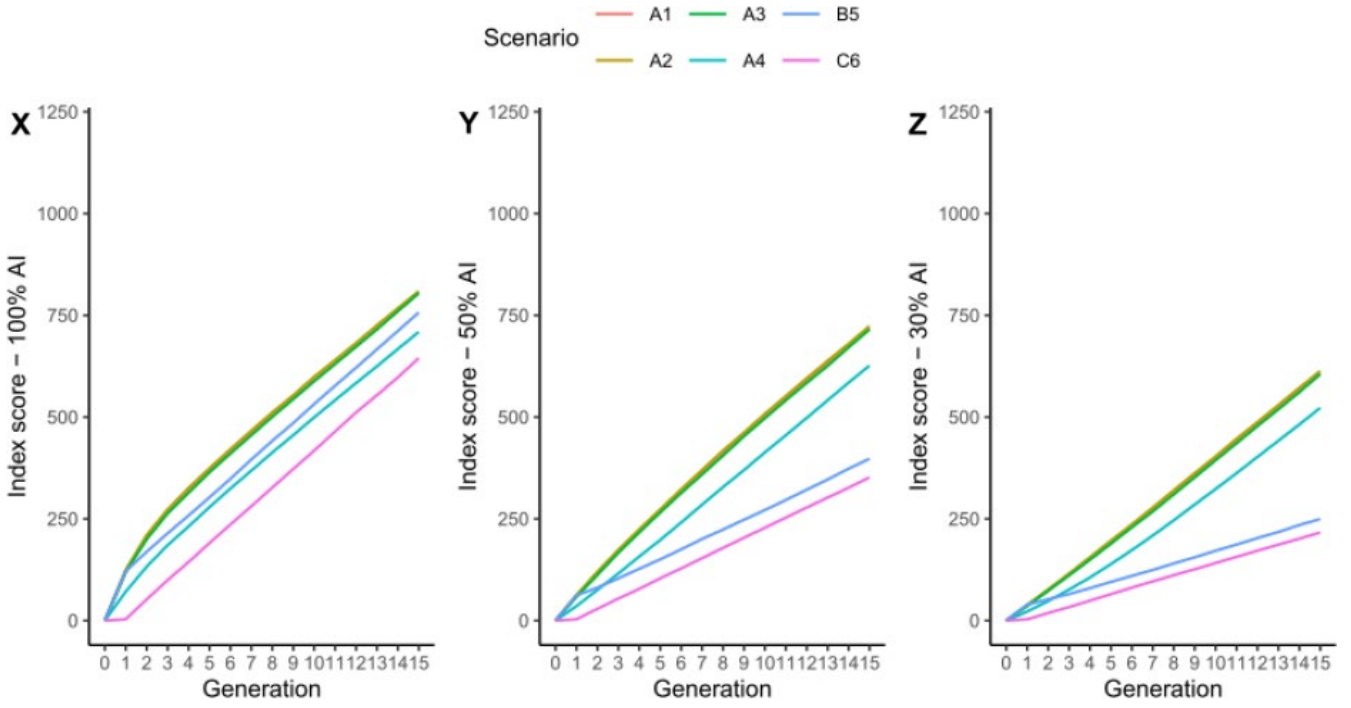 Scenario
A1 A3 B5
A2 A4 C6
X Y Z
Index score − 100% AI
1250
1000
750
500
250
0
0 1 2 3 4 5 6 7 8 9 10 11 12 13 14 15
Generation
Index score − 50% AI
1250
1000
750
500
250
0
0 1 2 3 4 5 6 7 8 9 10 11 12 13 14 15
Generation
Index score − 30% AI
1250
1000
750
500
250
0
0 1 2 3 4 5 6 7 8 9 10 11 12 13 14 15
Generation